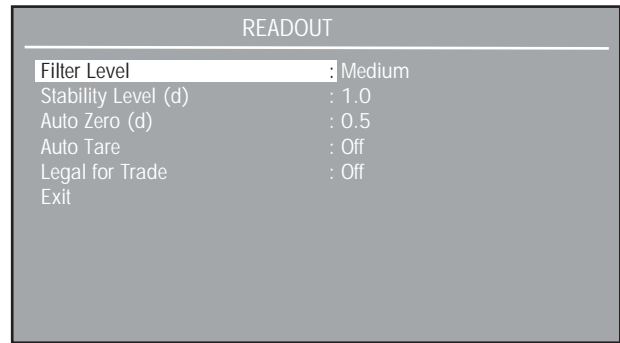 READOUT
Filter Level : Medium
Stability Level (d) : 1.0
Auto Zero (d) : 0.5
Auto Tare : Off
Legal for Trade : Off
Exit